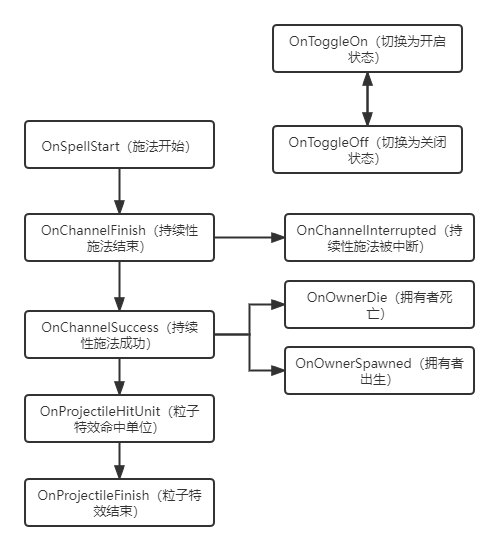 OnToggleOn（切换为开启
状态）
OnToggleOff（切换为关闭
状态）
OnSpellStart（施法开始）
OnChannelFinish（持续性
施法结束）
OnChannelInterrupted（持
续性施法被中断）
OnChannelSuccess（持续
性施法成功）
OnOwnerDie（拥有者死
亡）
OnOwnerSpawned（拥有者
出生）
OnProjectileHitUnit（粒子
特效命中单位）
OnProjectileFinish（粒子特
效结束）